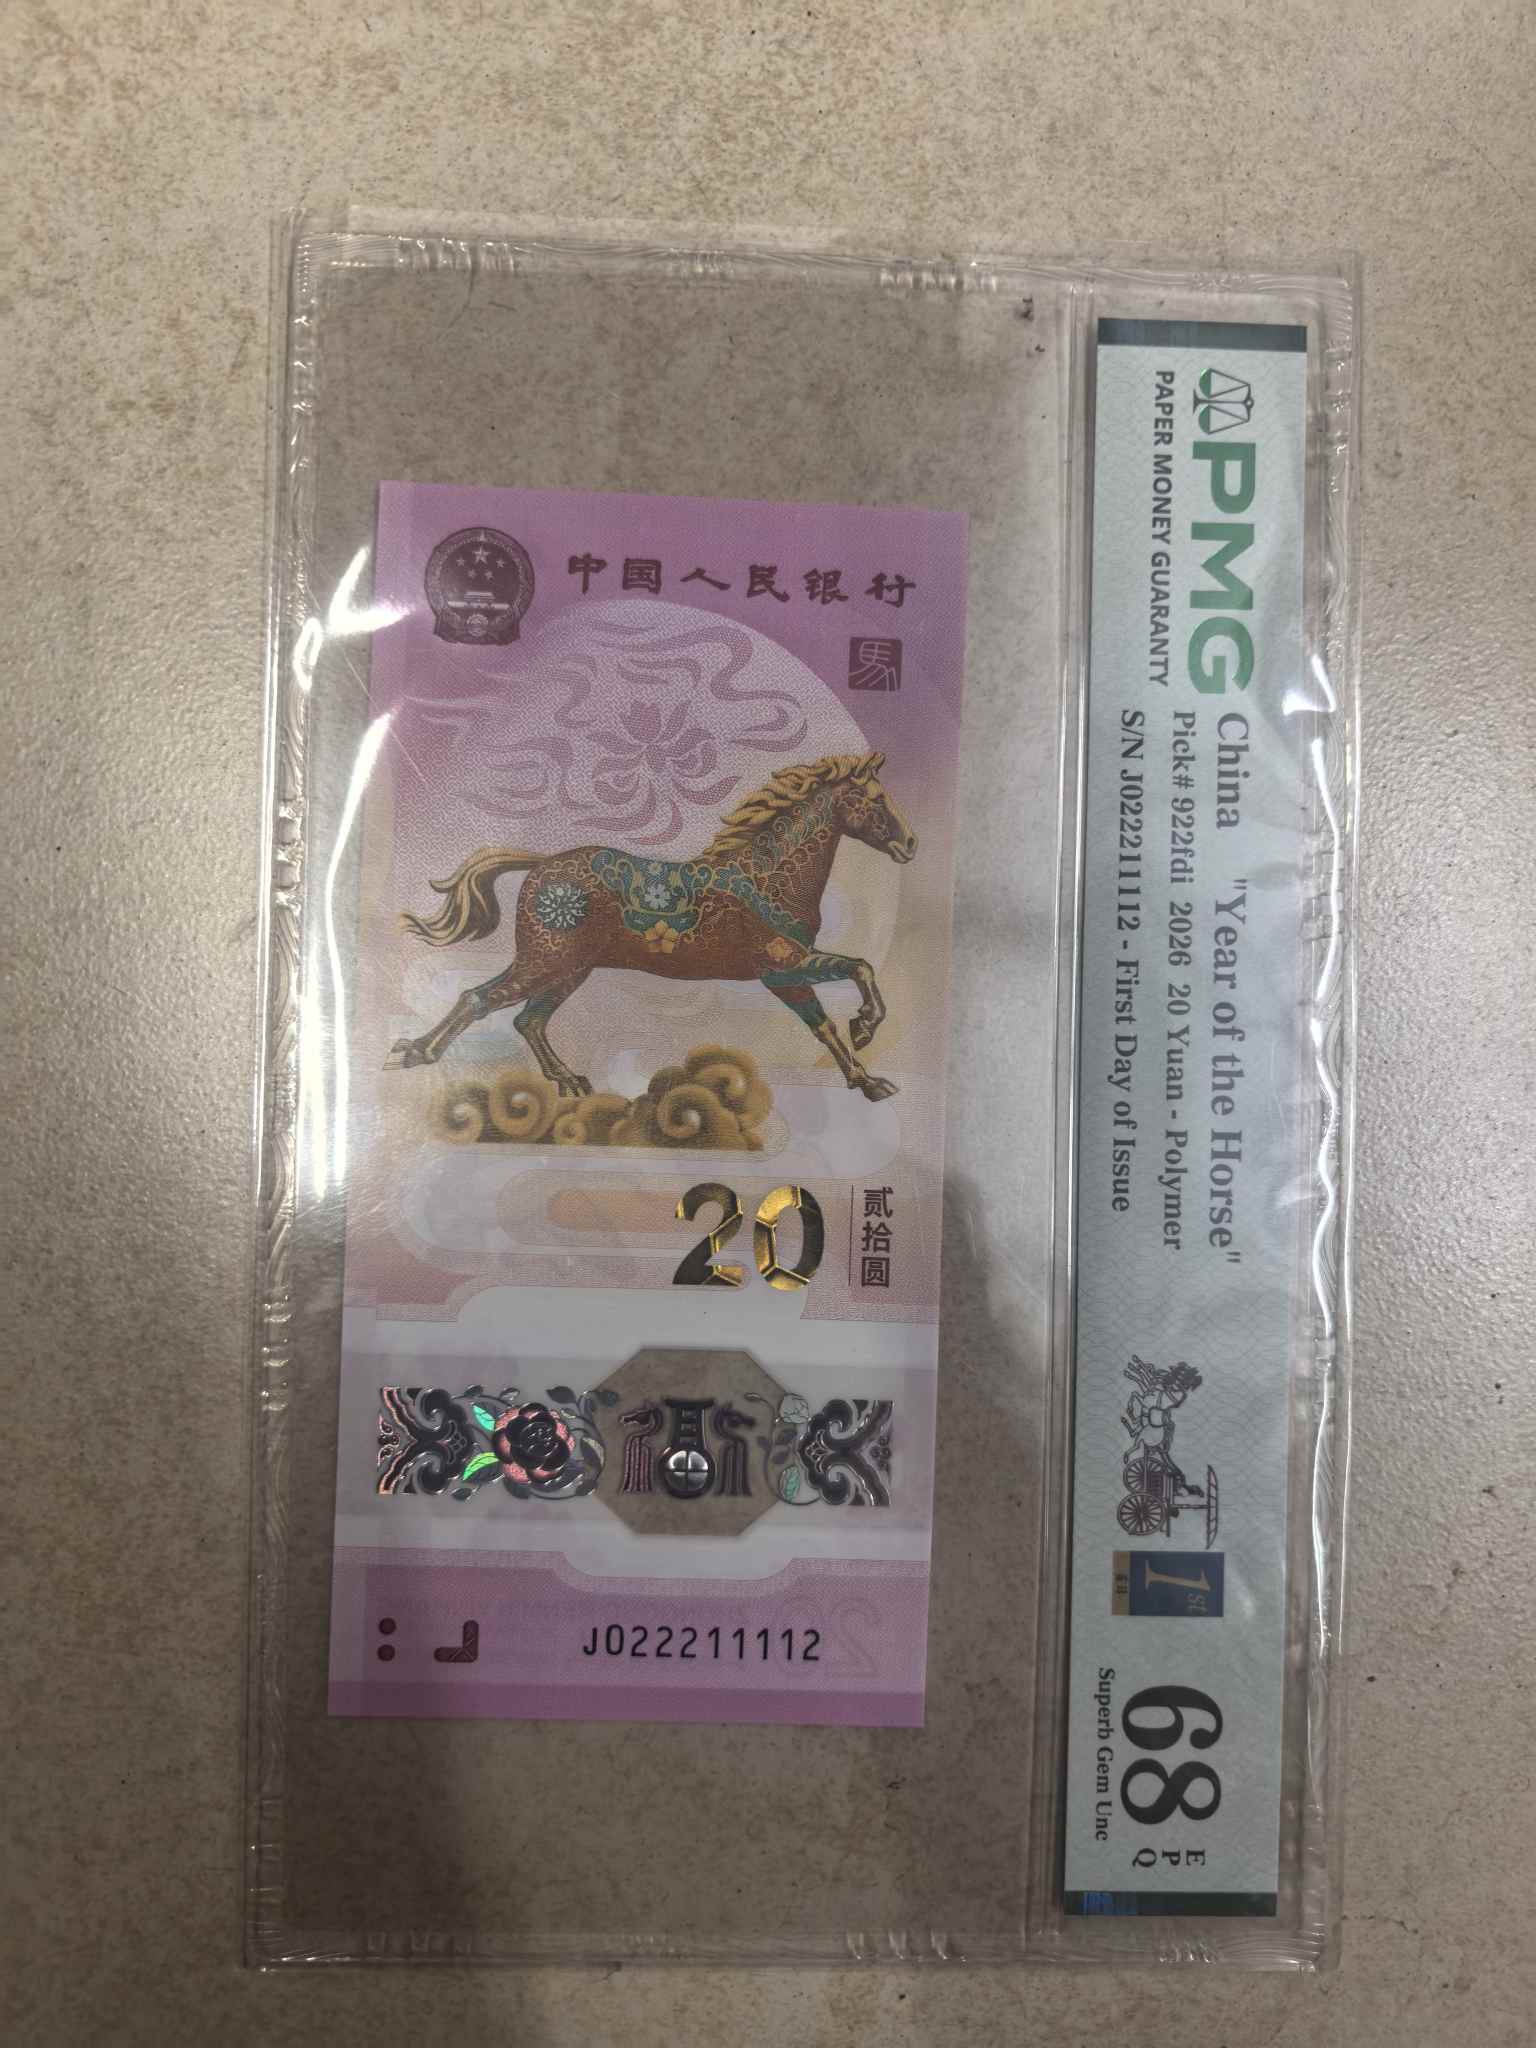 PMG
PAPER MONEY GUARANTY
China "Year of the Horse"
Pick# 922fdi 2026 20 Yuan - Polymer
S/N J022211112 - First Day of Issue
1st
68
EPQ
Superb Gem Unc
中国人民银行
馬
20
贰拾圆
J022211112